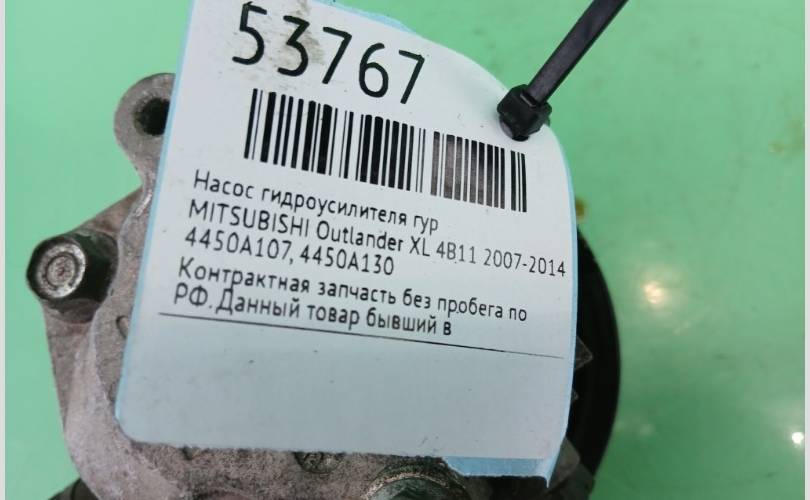 53767
Насос гидроусилителя гур
MITSUBISHI Outlander XL 4B11 2007-2014
4450A107, 4450A130
Контрактная запчасть без пробега по
РФ. Данный товар бывший в